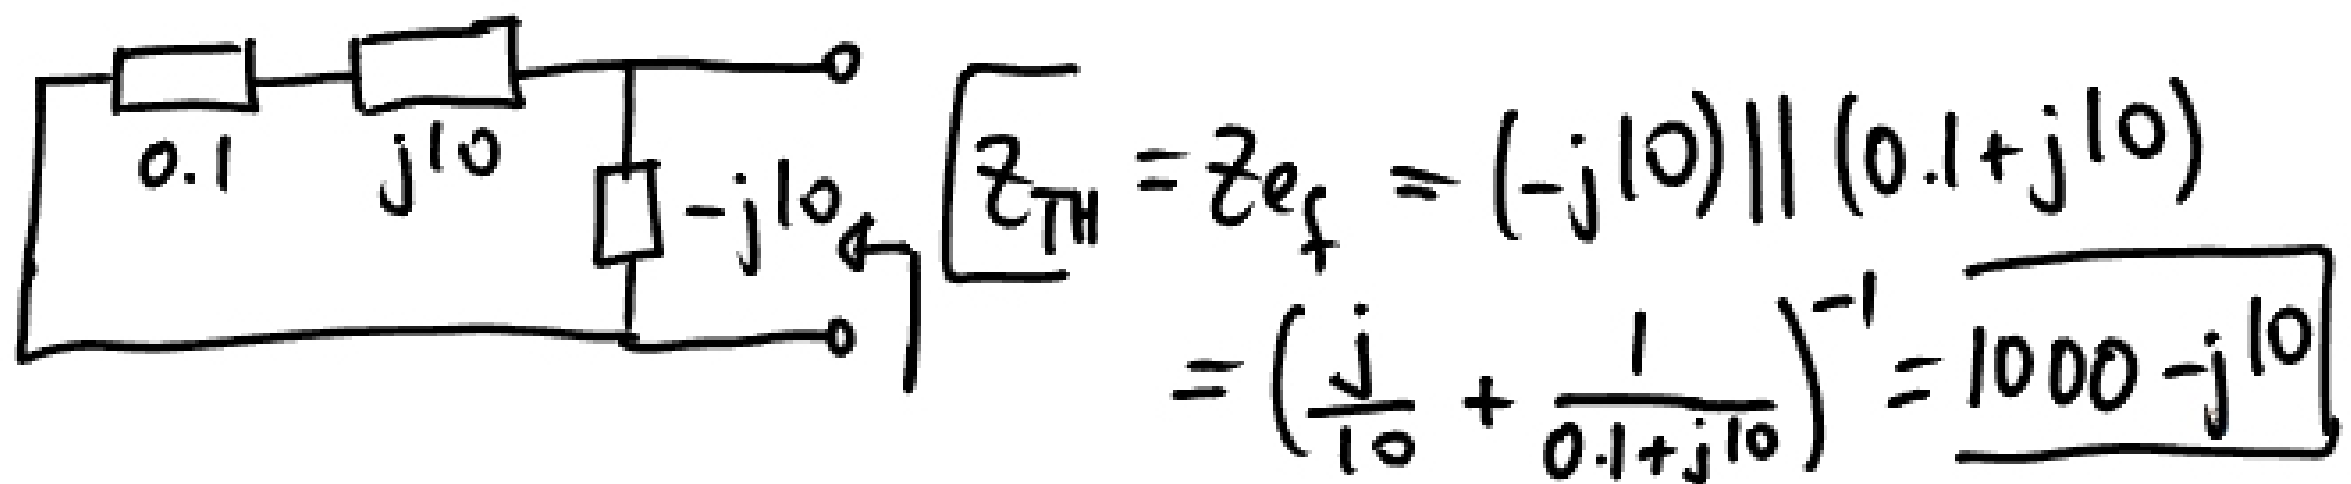 0.1
j10
-j10
Z_TH = Z_ef = (-j10) || (0.1+j10)
= (j/10 + 1/(0.1+j10))^-1 = 1000-j10